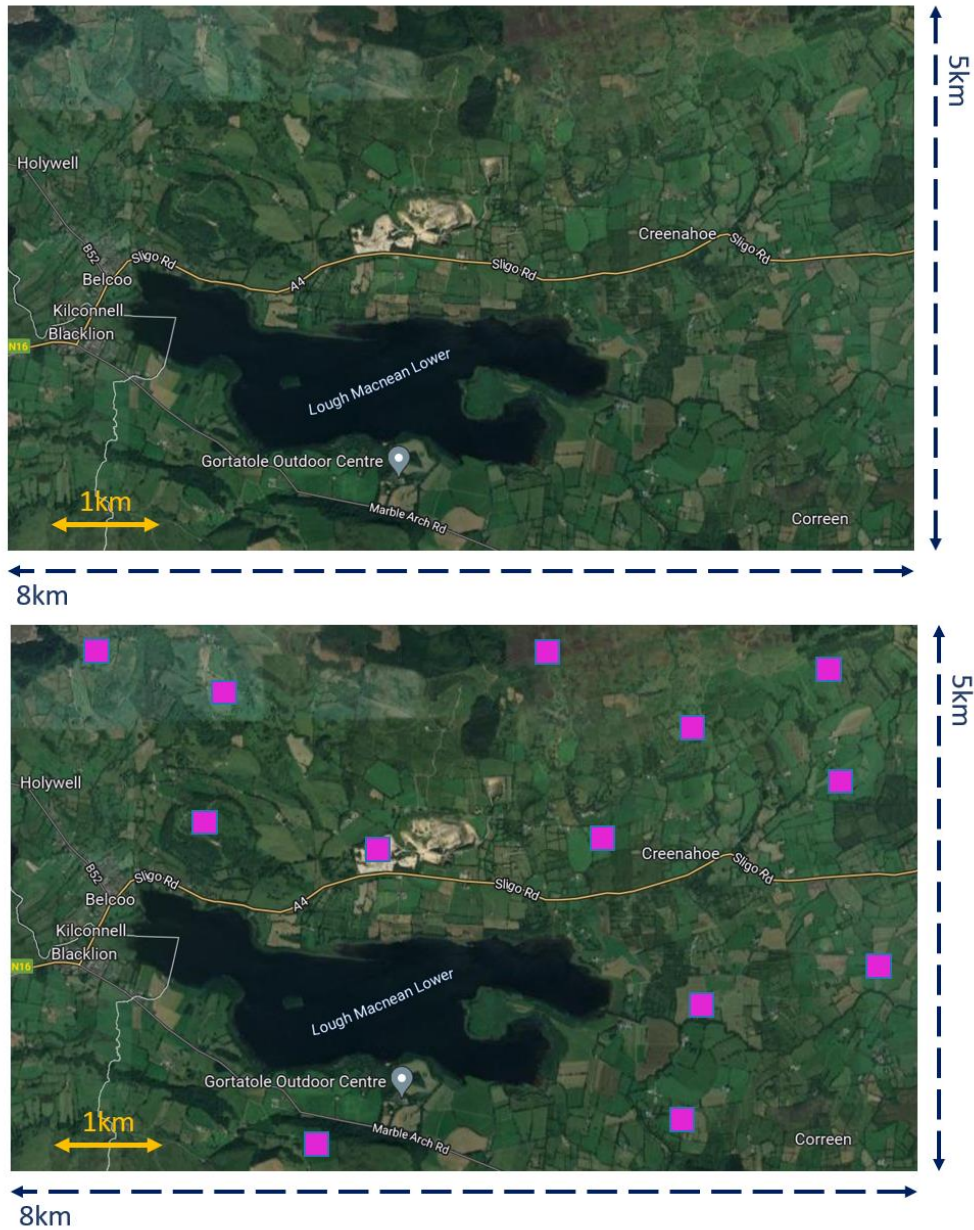 5km
Holywell
B52
Sligo Rd
Belcoo
A4
Sligo Rd
Creenahoe
Sligo Rd
Kilconnell
Blacklion
N16
Lough Macnean Lower
Gortatole Outdoor Centre
1km
Marble Arch Rd
Correen
8km
5km
Holywell
B52
Sligo Rd
Belcoo
A4
Sligo Rd
Creenahoe
Sligo Rd
Kilconnell
Blacklion
N16
Lough Macnean Lower
Gortatole Outdoor Centre
1km
Marble Arch Rd
Correen
8km